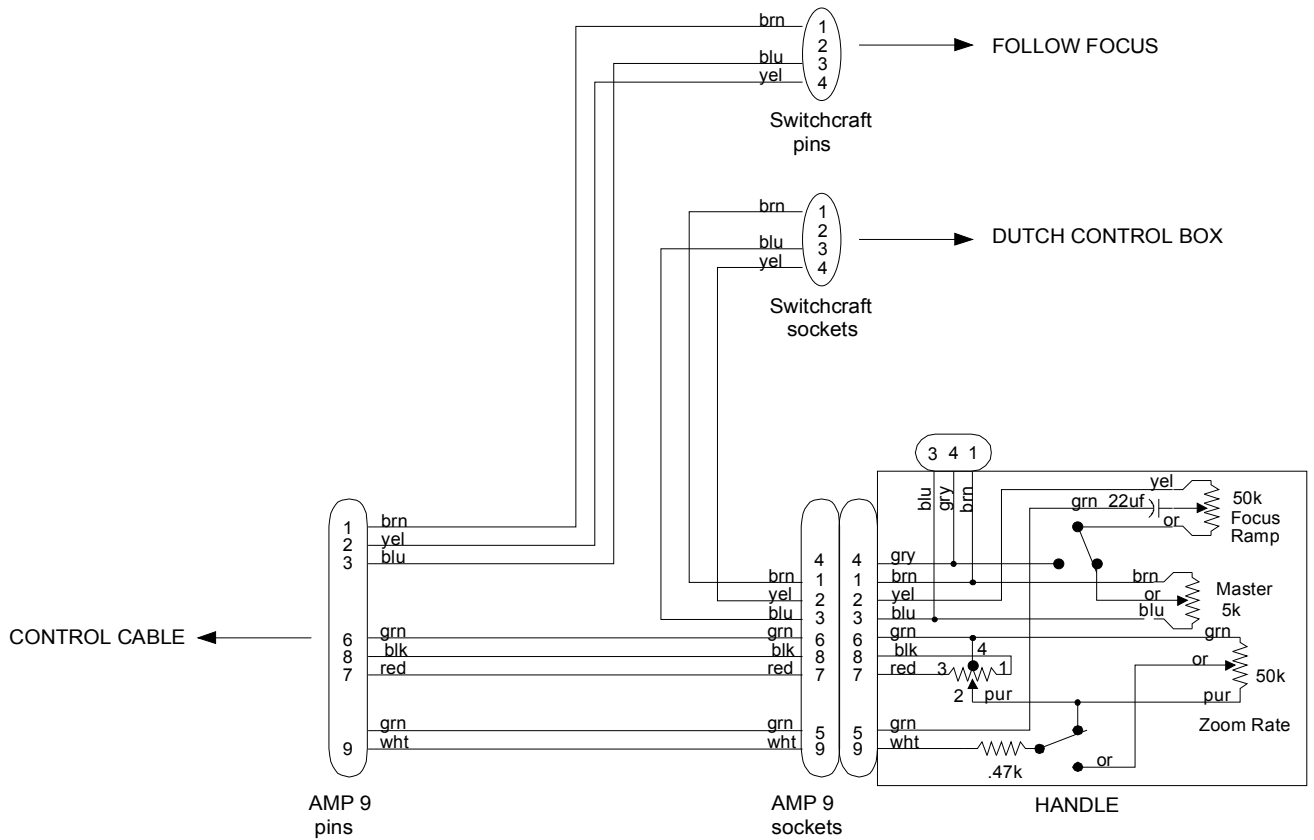 brn
blu
yel
1
2
3
4
FOLLOW FOCUS
Switchcraft
pins
brn
blu
yel
1
2
3
4
DUTCH CONTROL BOX
Switchcraft
sockets
3 4 1
blu
gry
brn
yel
grn 22uf
or
50k
Focus
Ramp
1 brn
2 yel
3 blu
4 4 gry
brn 1 1 brn
yel 2 2 yel
blu 3 3 blu
brn
or
blu
Master
5k
CONTROL CABLE
6 grn
8 blk
7 red
grn 6 6 grn
blk 8 8 blk
red 7 7 red
4
3 1
2 pur
grn
or
50k
pur
Zoom Rate
grn
9 wht
grn 5 5 grn
wht 9 9 wht
.47k
or
AMP 9
pins
AMP 9
sockets
HANDLE